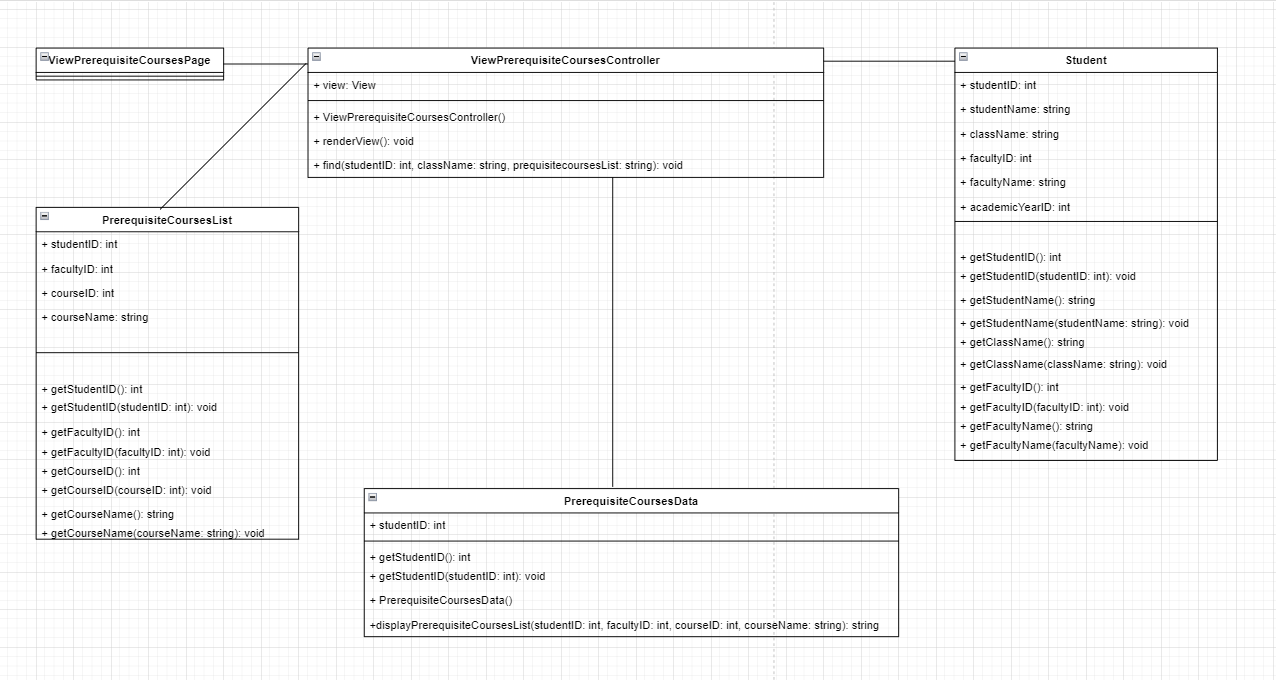 ViewPrerequisiteCoursesPage
ViewPrerequisiteCoursesController
+ view: View
+ ViewPrerequisiteCoursesController()
+ renderView(): void
+ find(studentID: int, className: string, prequisitecoursesList: string): void
Student
+ studentID: int
+ studentName: string
+ className: string
+ facultyID: int
+ facultyName: string
+ academicYearID: int
+ getStudentID(): int
+ getStudentID(studentID: int): void
+ getStudentName(): string
+ getStudentName(studentName: string): void
+ getClassName(): string
+ getClassName(className: string): void
+ getFacultyID(): int
+ getFacultyID(facultyID: int): void
+ getFacultyName(): string
+ getFacultyName(facultyName): void
PrerequisiteCoursesList
+ studentID: int
+ facultyID: int
+ courseID: int
+ courseName: string
+ getStudentID(): int
+ getStudentID(studentID: int): void
+ getFacultyID(): int
+ getFacultyID(facultyID: int): void
+ getCourseID(): int
+ getCourseID(courseID: int): void
+ getCourseName(): string
+ getCourseName(courseName: string): void
PrerequisiteCoursesData
+ studentID: int
+ getStudentID(): int
+ getStudentID(studentID: int): void
+ PrerequisiteCoursesData()
+displayPrerequisiteCoursesList(studentID: int, facultyID: int, courseID: int, courseName: string): string